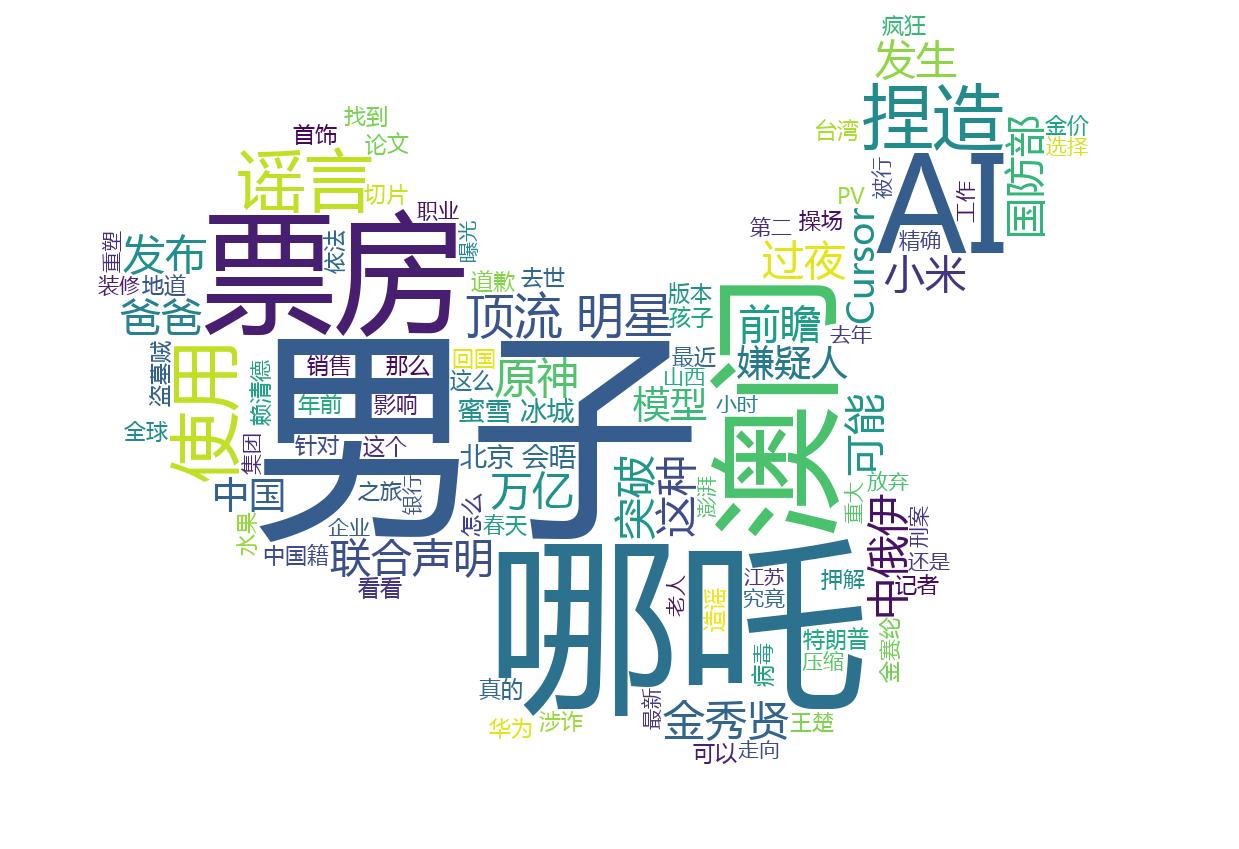 疯狂
发生
捏造
找到
首饰
论文
台湾
国防部
金价
选择
谣言
切片
AI
被行
工作
PV
职业
票房
重塑
发布
依法
曝光
第二
操场
精确
Cursor
过夜
小米
装修
地道
道歉
去世
爸爸
顶流
明星
版本
孩子
澳门
前瞻
去年
男子
盗墓贼
使用
赖清德
销售
那么
回国
这么
原神
最近
山西
嫌疑人
年前
影响
蜜雪
冰城
模型
小时
可能
全球
集团
针对
这个
北京
会晤
中国
之旅
银行
万亿
突破
这种
澎湃
重大
放弃
水果
企业
怎么
春天
中俄伊
刑案
中国籍
联合声明
还是
看看
哪吒
老人
造谣
江苏
究竟
押解
记者
特朗普
压缩
金赛纶
病毒
真的
最新
金秀贤
华为
涉诈
王楚
可以
走向